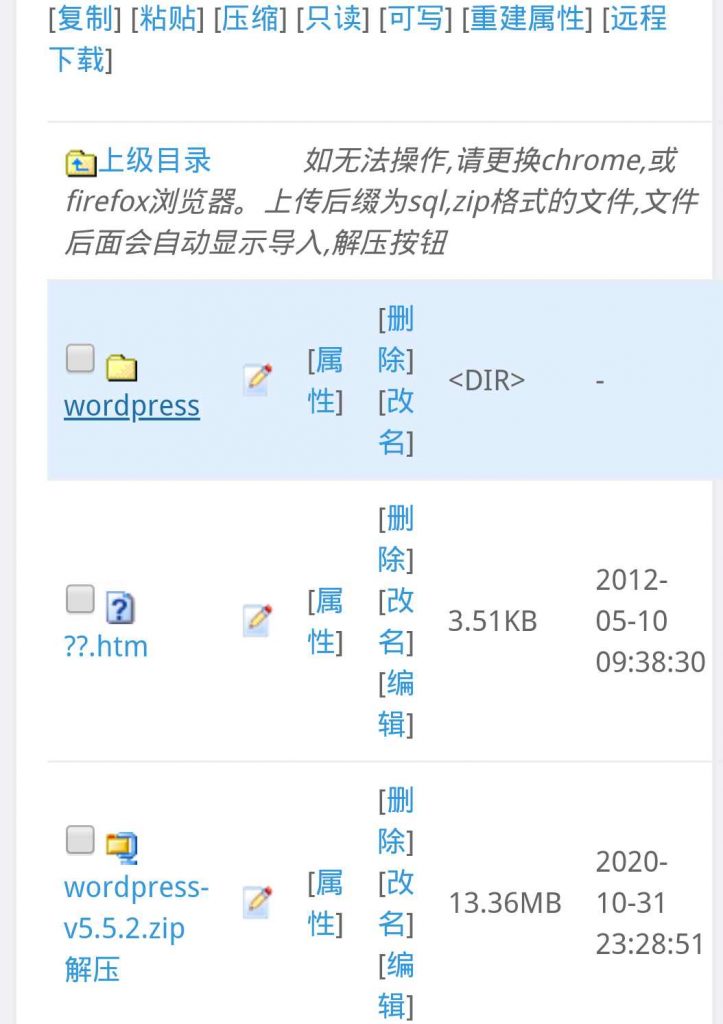 [复制] [粘贴] [压缩] [只读] [可写] [重建属性] [远程
下载]
上级目录 如无法操作,请更换chrome,或
firefox浏览器。上传后缀为sql,zip格式的文件,文件
后面会自动显示导入,解压按钮
wordpress
[属
性]
[删
除]
[改
名]
<DIR>
-
??.htm
[属
性]
[删
除]
[改
名]
[编
辑]
3.51KB
2012-
05-10
09:38:30
wordpress-
v5.5.2.zip
解压
[属
性]
[删
除]
[改
名]
[编
辑]
13.36MB
2020-
10-31
23:28:51